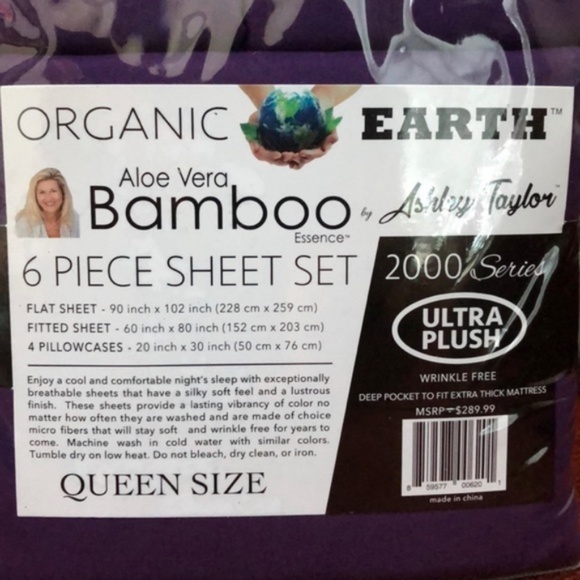 ORGANIC EARTH™
Aloe Vera
Bamboo by Ashley Taylor™
Essence™
6 PIECE SHEET SET 2000 Series
FLAT SHEET - 90 inch x 102 inch (228 cm x 259 cm)
FITTED SHEET - 60 inch x 80 inch (152 cm x 203 cm)
4 PILLOWCASES - 20 inch x 30 inch (50 cm x 76 cm)
ULTRA
PLUSH
WRINKLE FREE
DEEP POCKET TO FIT EXTRA THICK MATTRESS
MSRP - $289.99
Enjoy a cool and comfortable night's sleep with exceptionally
breathable sheets that have a silky soft feel and a lustrous
finish. These sheets provide a lasting vibrancy of color no
matter how often they are washed and are made of choice
micro fibers that will stay soft and wrinkle free for years to
come. Machine wash in cold water with similar colors.
Tumble dry on low heat. Do not bleach, dry clean, or iron.
QUEEN SIZE
8 59577 00620 1
made in china